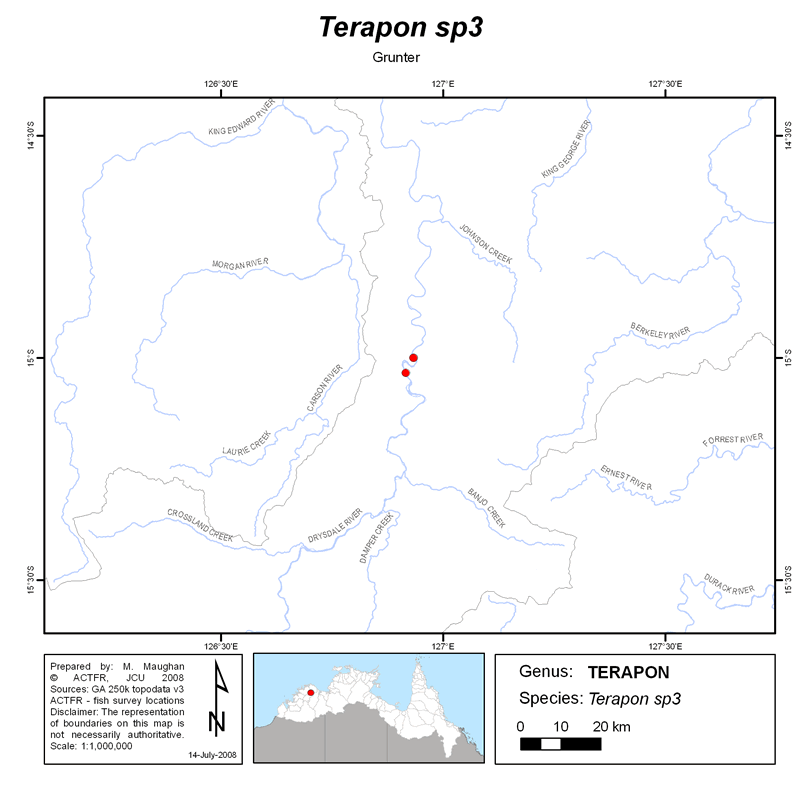 Terapon sp3
Grunter
126°30'E
127°E
127°30'E
14°30'S
14°30'S
KING EDWARD RIVER
KING GEORGE RIVER
JOHNSON CREEK
MORGAN RIVER
BERKELEY RIVER
15°S
15°S
CARSON RIVER
LAURIE CREEK
FORREST RIVER
ERNEST RIVER
BANJO CREEK
CROSSLAND CREEK
DRYSDALE RIVER
DAMPER CREEK
15°30'S
15°30'S
DURACK RIVER
126°30'E
127°E
127°30'E
Prepared by: M. Maughan
© ACTFR, JCU 2008
Sources: GA 250k topodata v3
ACTFR - fish survey locations
Disclaimer: The representation
of boundaries on this map is
not necessarily authoritative.
Scale: 1:1,000,000
N
14-July-2008
Genus: TERAPON
Species: Terapon sp3
0 10 20 km